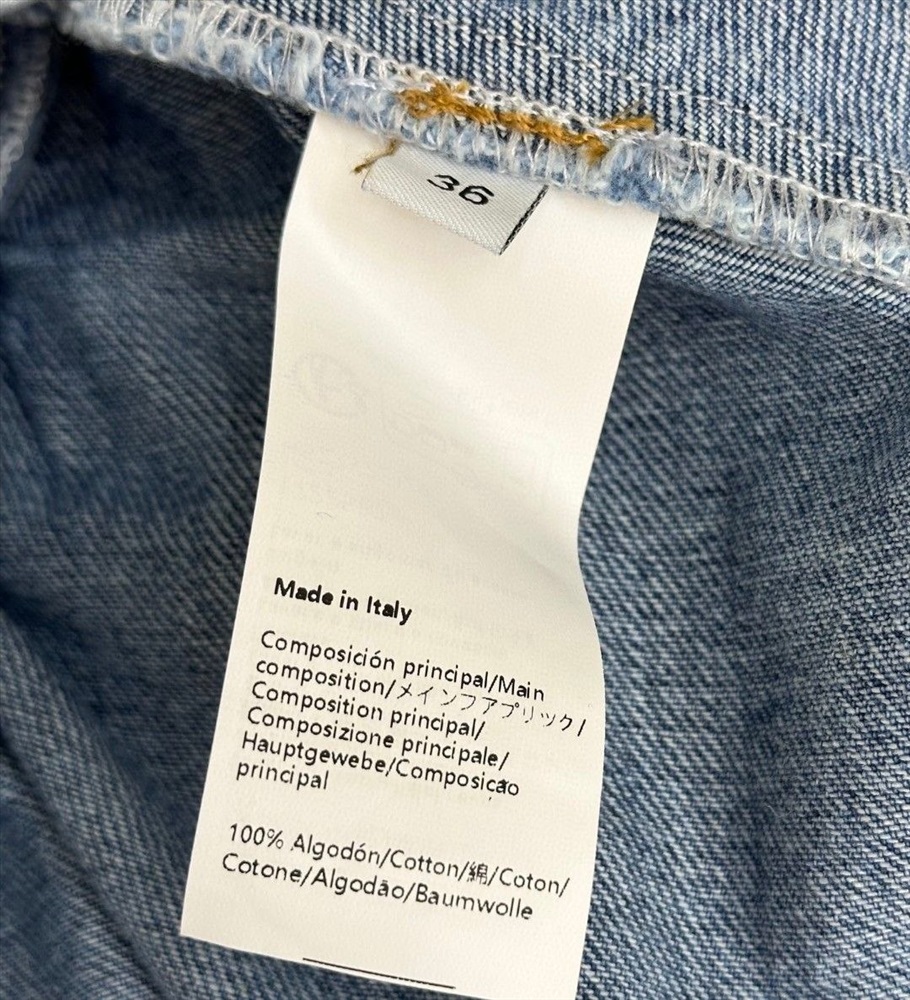 36
Made in Italy
Composición principal/Main
composition/メインファブリック/
Composition principal/
Composizione principale/
Hauptgewebe/Composicão
principal
100% Algodón/Cotton/綿/Coton/
Cotone/Algodão/Baumwolle